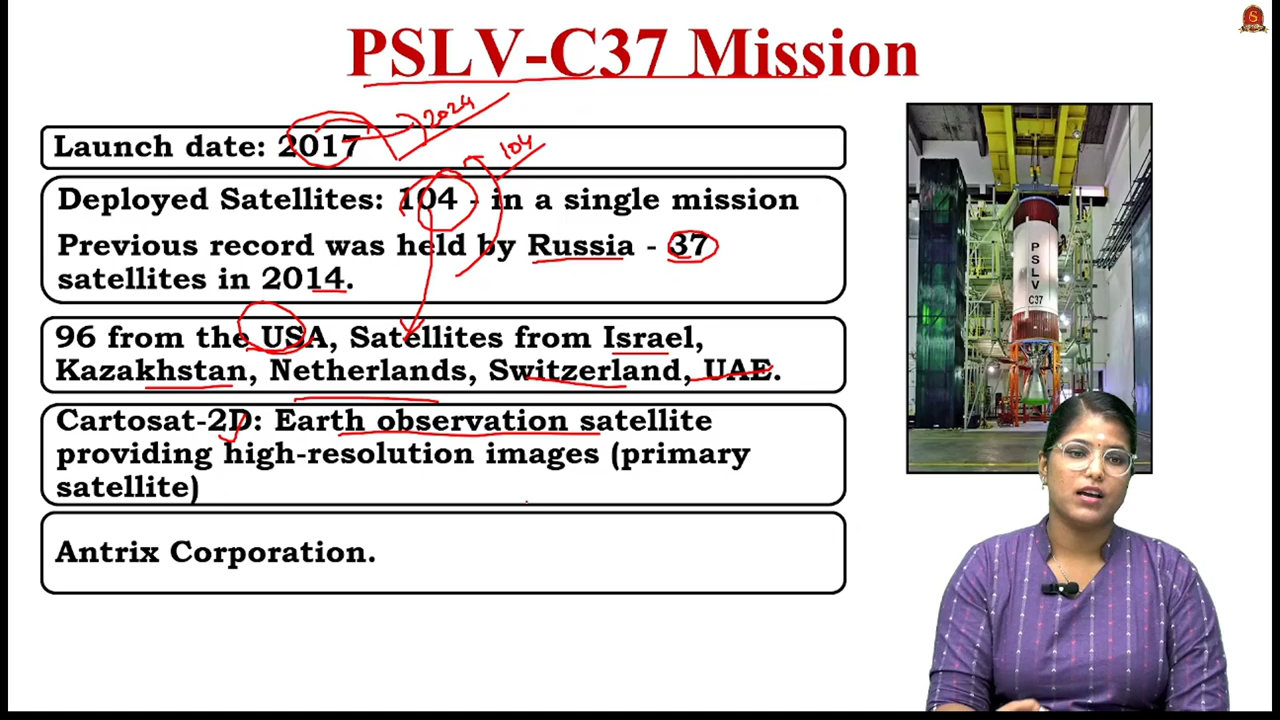 PSLV-C37 Mission
2024
Launch date: 2017
104
Deployed Satellites: 104 - in a single mission
Previous record was held by Russia - 37
satellites in 2014.
96 from the USA, Satellites from Israel,
Kazakhstan, Netherlands, Switzerland, UAE.
Cartosat-2D: Earth observation satellite
providing high-resolution images (primary
satellite)
Antrix Corporation.
P
S
L
V
C37